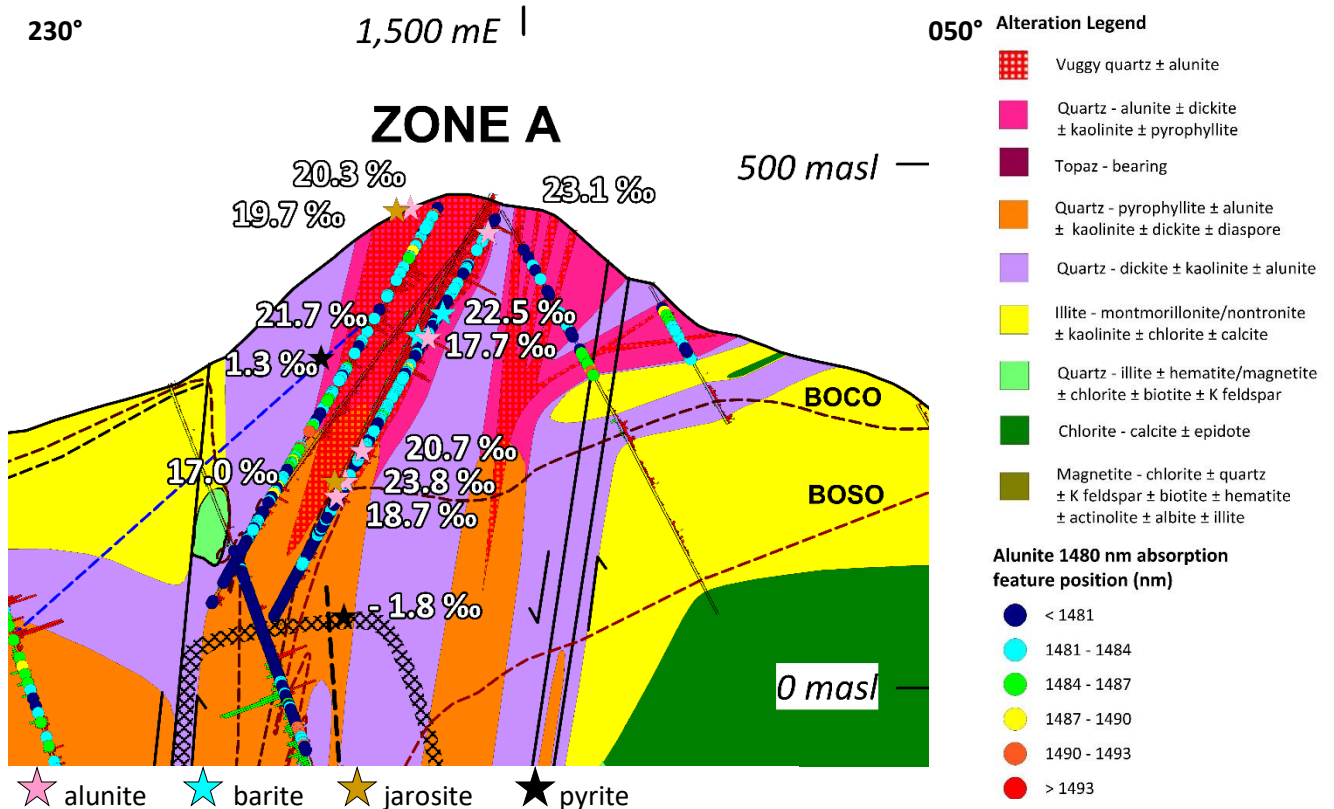 230°
1,500 mE
050°
ZONE A
500 masl
20.3 ‰
19.7 ‰
23.1 ‰
21.7 ‰
22.5 ‰
17.7 ‰
1.3 ‰
BOCO
17.0 ‰
20.7 ‰
23.8 ‰
18.7 ‰
BOSO
- 1.8 ‰
0 masl
alunite
barite
jarosite
pyrite
Alteration Legend
Vuggy quartz ± alunite
Quartz - alunite ± dickite
± kaolinite ± pyrophyllite
Topaz - bearing
Quartz - pyrophyllite ± alunite
± kaolinite ± dickite ± diaspore
Quartz - dickite ± kaolinite ± alunite
Illite - montmorillonite/nontronite
± kaolinite ± chlorite ± calcite
Quartz - illite ± hematite/magnetite
± chlorite ± biotite ± K feldspar
Chlorite - calcite ± epidote
Magnetite - chlorite ± quartz
± K feldspar ± biotite ± hematite
± actinolite ± albite ± illite
Alunite 1480 nm absorption
feature position (nm)
< 1481
1481 - 1484
1484 - 1487
1487 - 1490
1490 - 1493
> 1493